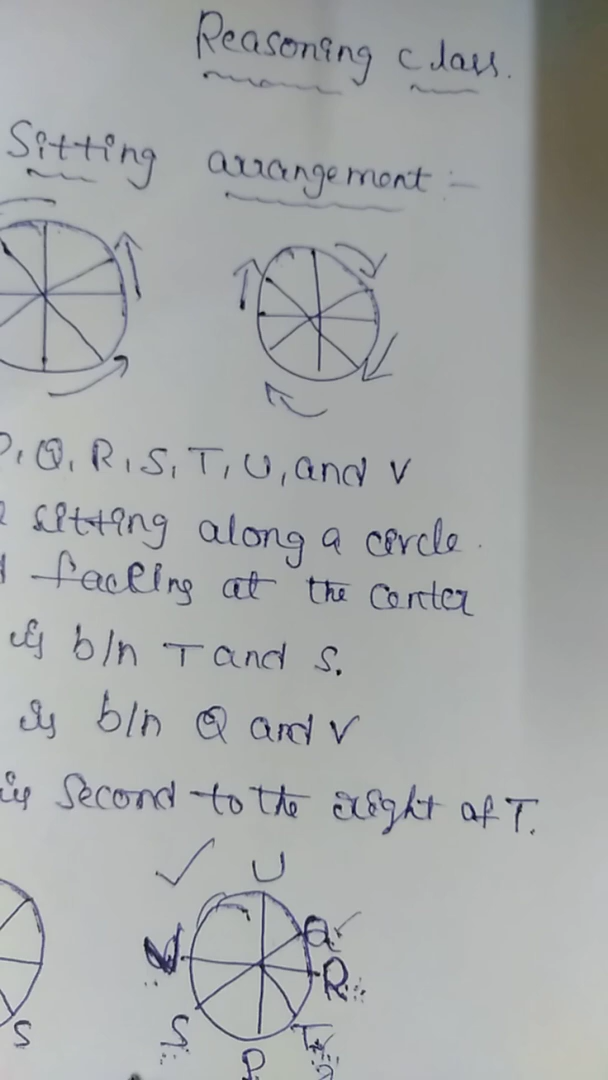 Reasoning class.
Sitting arrangement :-
P, Q, R, S, T, U, and V
sitting along a circle.
facing at the center
is b/n T and S.
is b/n Q and V
is second to the right of T.
U
Q
V
R
S
S
T
P